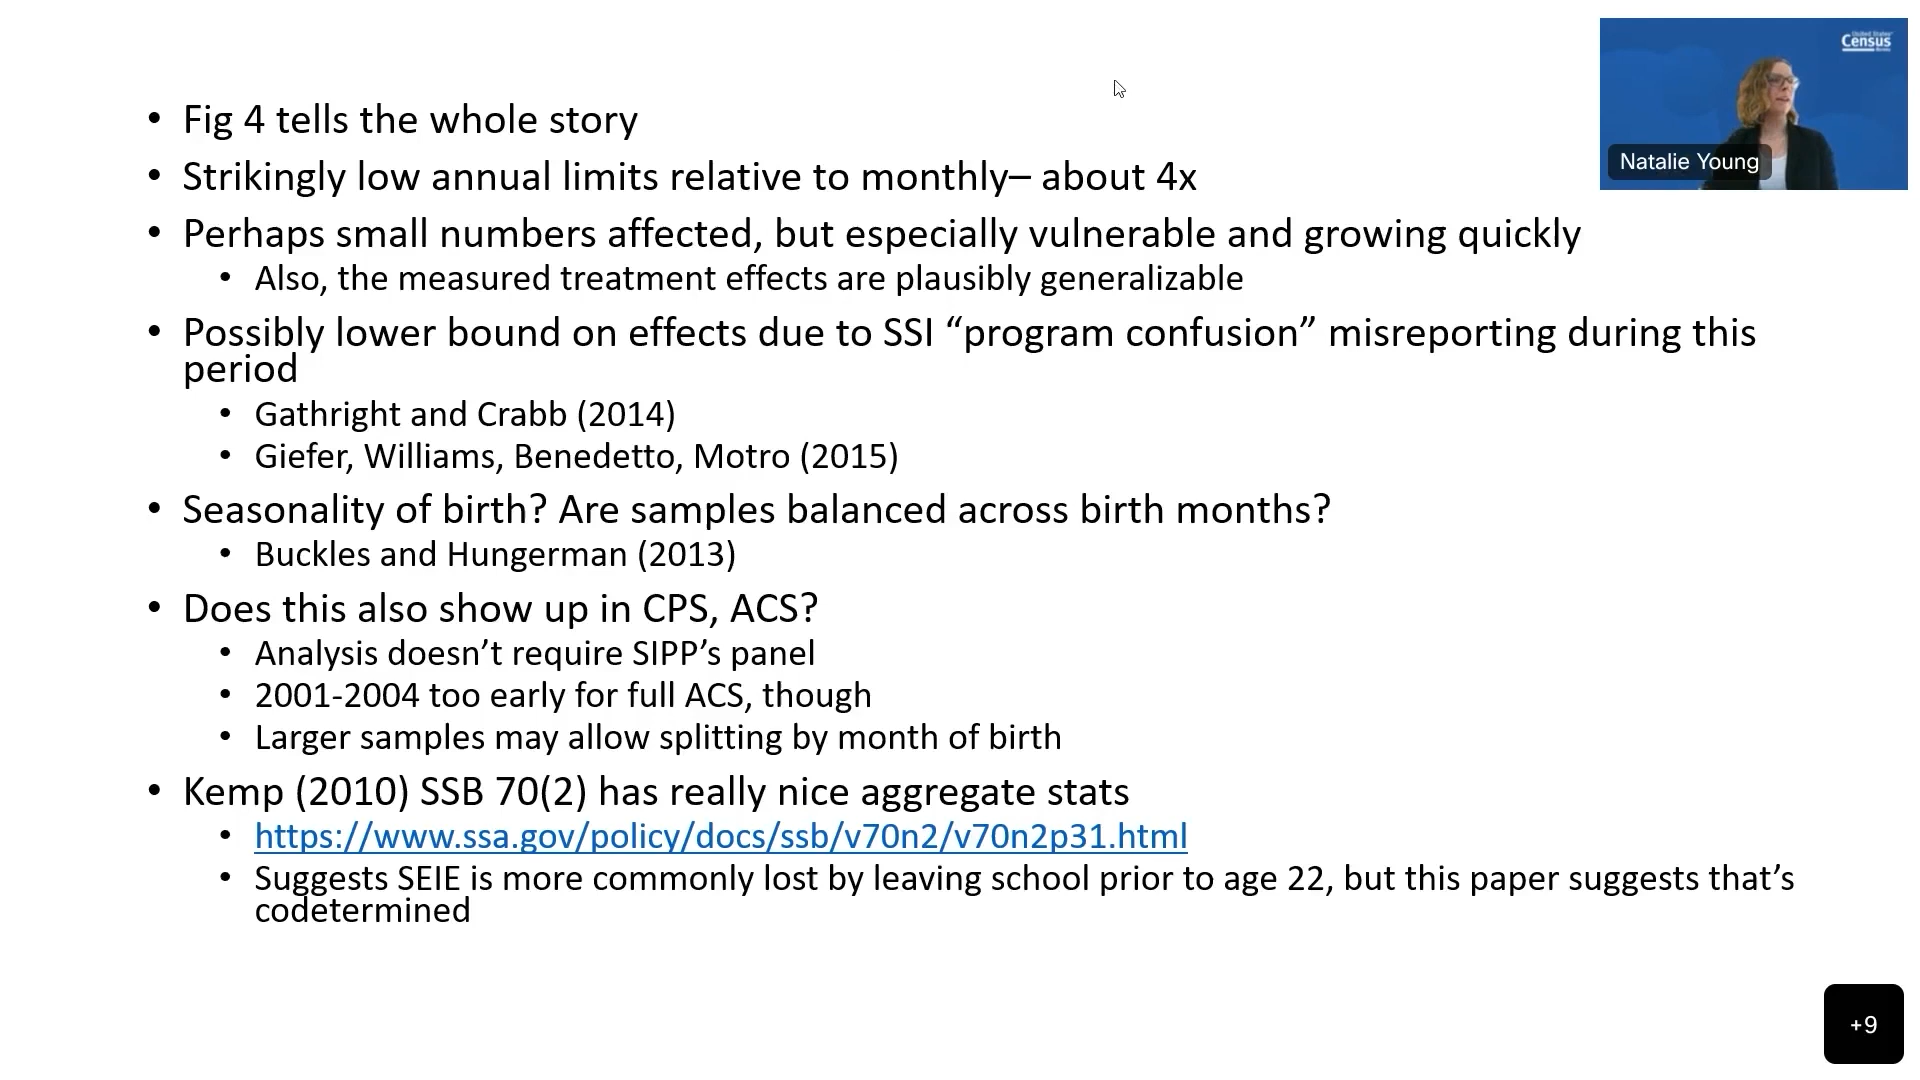 United States®
Census
Bureau
Natalie Young
• Fig 4 tells the whole story
• Strikingly low annual limits relative to monthly– about 4x
• Perhaps small numbers affected, but especially vulnerable and growing quickly
• Also, the measured treatment effects are plausibly generalizable
• Possibly lower bound on effects due to SSI “program confusion” misreporting during this
period
• Gathright and Crabb (2014)
• Giefer, Williams, Benedetto, Motro (2015)
• Seasonality of birth? Are samples balanced across birth months?
• Buckles and Hungerman (2013)
• Does this also show up in CPS, ACS?
• Analysis doesn’t require SIPP’s panel
• 2001-2004 too early for full ACS, though
• Larger samples may allow splitting by month of birth
• Kemp (2010) SSB 70(2) has really nice aggregate stats
• https://www.ssa.gov/policy/docs/ssb/v70n2/v70n2p31.html
• Suggests SEIE is more commonly lost by leaving school prior to age 22, but this paper suggests that’s
codetermined
+9